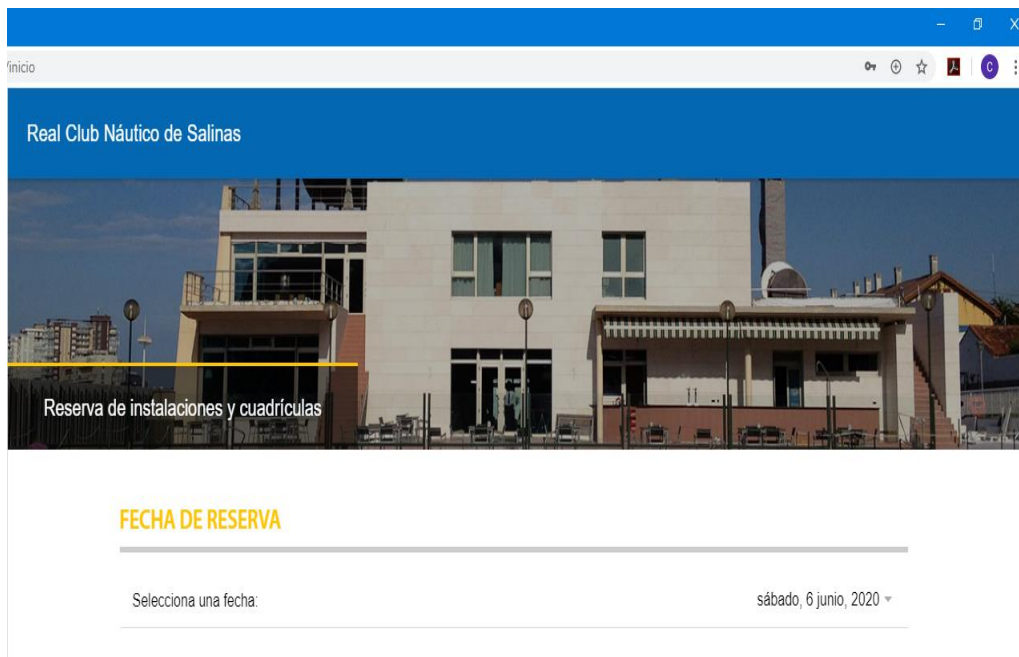 /inicio
C
Real Club Náutico de Salinas
Reserva de instalaciones y cuadrículas
FECHA DE RESERVA
Selecciona una fecha:
sábado, 6 junio, 2020